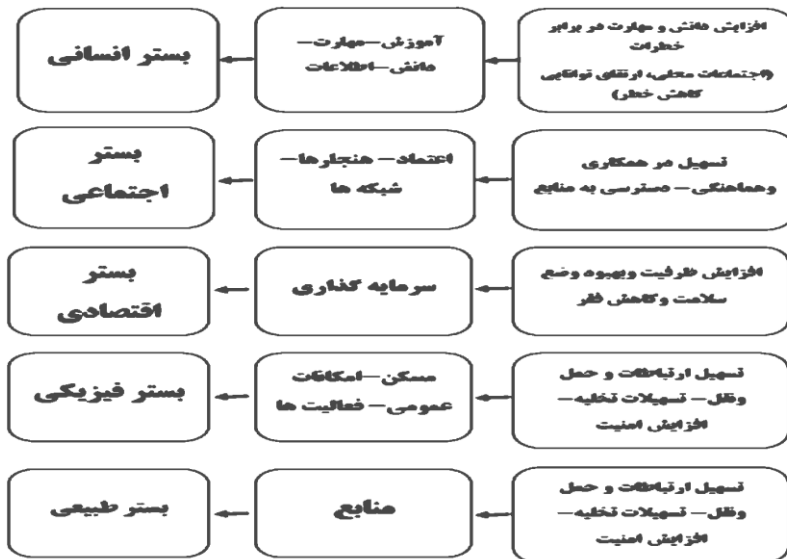 افزایش دانش و مهارت در برابر
خطرات
(اجتماعات محلی، ارتقای توانایی
کاهش خطر)
آموزش–مهارت–
دانش–اطلاعات
بستر انسانی
تسهیل در همکاری
وهماهنگی– دسترسی به منابع
اعتماد– هنجارها–
شبکه ها
بستر
اجتماعی
افزایش ظرفیت وبهبود وضع
سلامت وکاهش فقر
سرمایه گذاری
بستر
اقتصادی
تسهیل ارتباطات و حمل
ونقل– تسهیلات تخلیه–
افزایش امنیت
مسکن–امکانات
عمومی– فعالیت ها
بستر فیزیکی
تسهیل ارتباطات و حمل
ونقل– تسهیلات تخلیه–
افزایش امنیت
منابع
بستر طبیعی